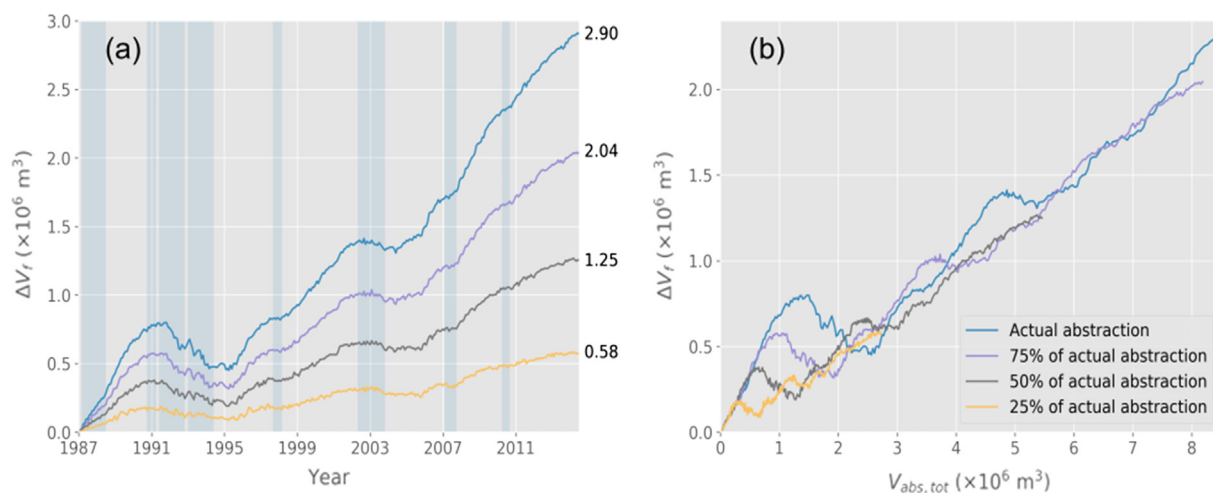 (a)
3.0
2.5
2.0
1.5
1.0
0.5
0.0
ΔV_f (×10⁶ m³)
1987 1991 1995 1999 2003 2007 2011
Year
2.90
2.04
1.25
0.58
(b)
2.0
1.5
1.0
0.5
0.0
ΔV_f (×10⁶ m³)
0 1 2 3 4 5 6 7 8
V_abs,tot (×10⁶ m³)
Actual abstraction
75% of actual abstraction
50% of actual abstraction
25% of actual abstraction